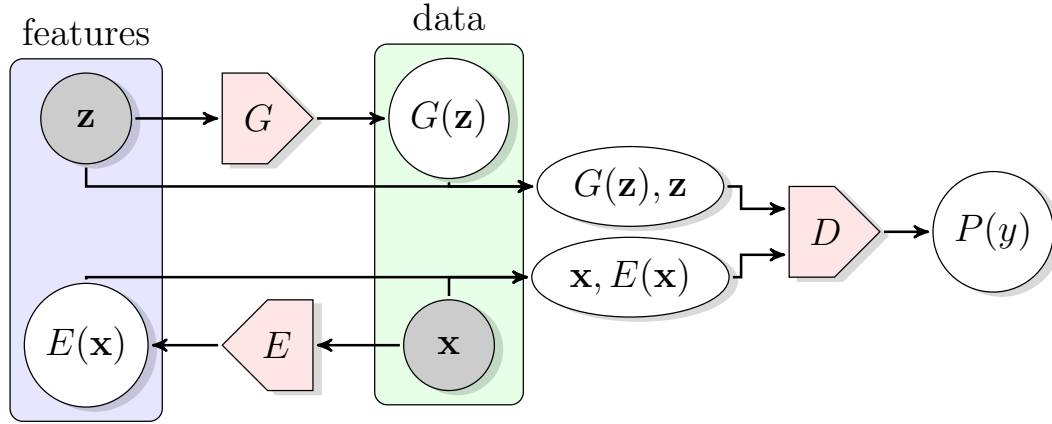 features
data
z
G
G(z)
G(z), z
D
P(y)
x, E(x)
E(x)
E
x